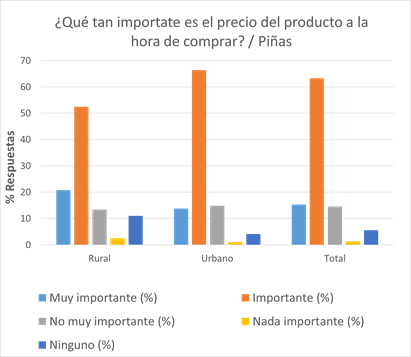 ¿Qué tan importate es el precio del producto a la
hora de comprar? / Piñas
% Respuestas
70
60
50
40
30
20
10
0
Rural
Urbano
Total
Muy importante (%)
Importante (%)
No muy importante (%)
Nada importante (%)
Ninguno (%)